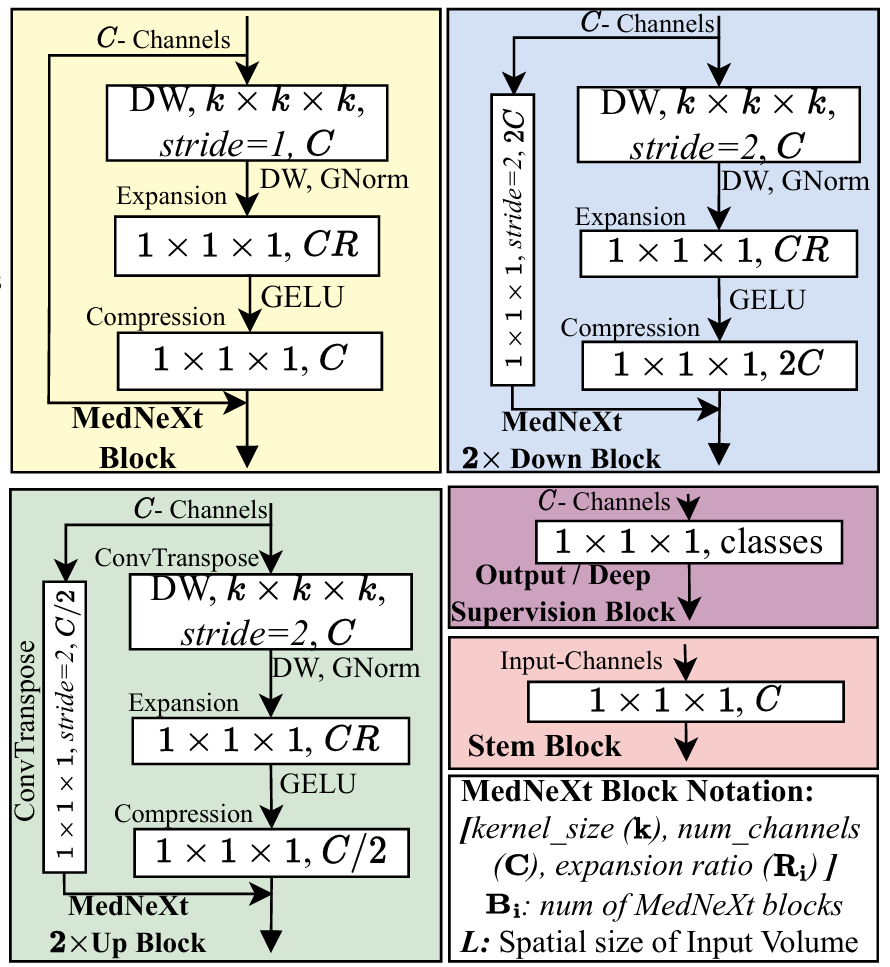 C- Channels
DW, k × k × k,
stride=1, C
DW, GNorm
Expansion
1 × 1 × 1, CR
GELU
Compression
1 × 1 × 1, C
MedNeXt
Block
C- Channels
1 × 1 × 1, stride=2, 2C
DW, k × k × k,
stride=2, C
DW, GNorm
Expansion
1 × 1 × 1, CR
GELU
Compression
1 × 1 × 1, 2C
MedNeXt
2× Down Block
C- Channels
ConvTranspose
ConvTranspose
1 × 1 × 1, stride=2, C/2
DW, k × k × k,
stride=2, C
DW, GNorm
Expansion
1 × 1 × 1, CR
GELU
Compression
1 × 1 × 1, C/2
MedNeXt
2×Up Block
C- Channels
1 × 1 × 1, classes
Output / Deep
Supervision Block
Input-Channels
1 × 1 × 1, C
Stem Block
MedNeXt Block Notation:
[kernel_size (k), num_channels
(C), expansion ratio (Rᵢ) ]
Bᵢ: num of MedNeXt blocks
L: Spatial size of Input Volume